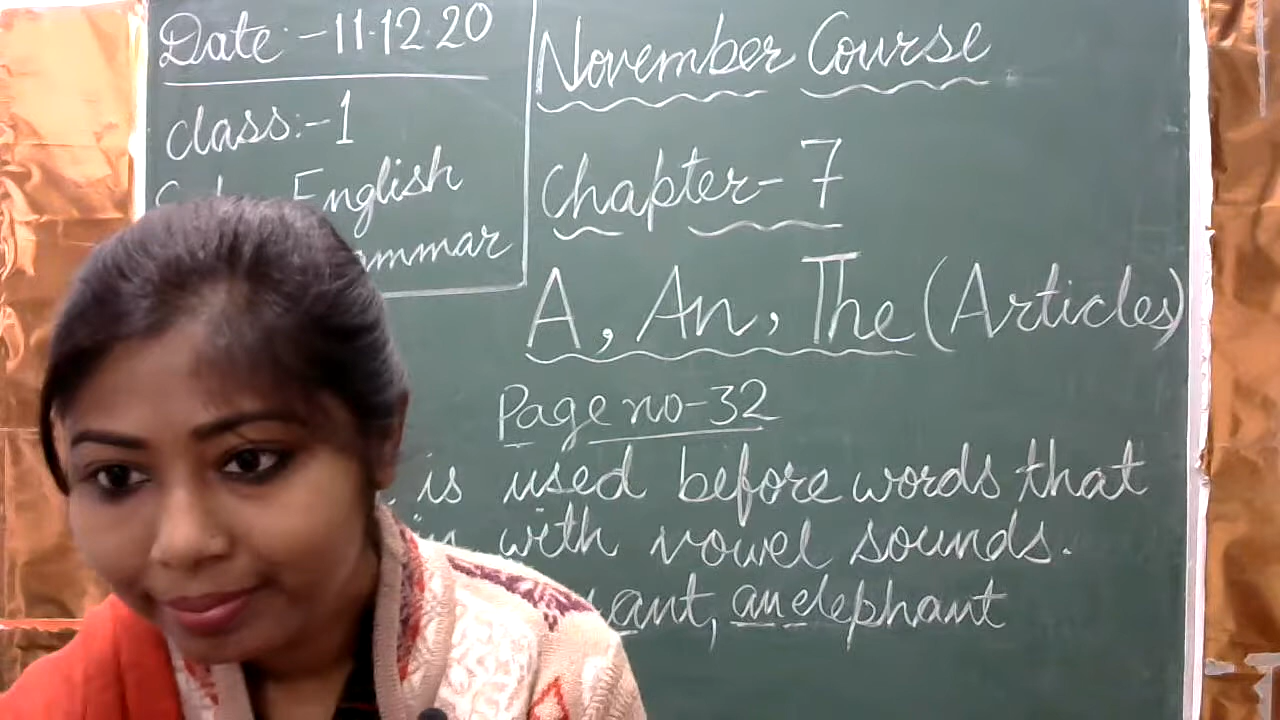 Date :- 11.12.20
class:- 1
English
mmar
November Course
Chapter - 7
A, An, The (Articles)
Page no - 32
is used before words that
with vowel sounds.
ant, an elephant